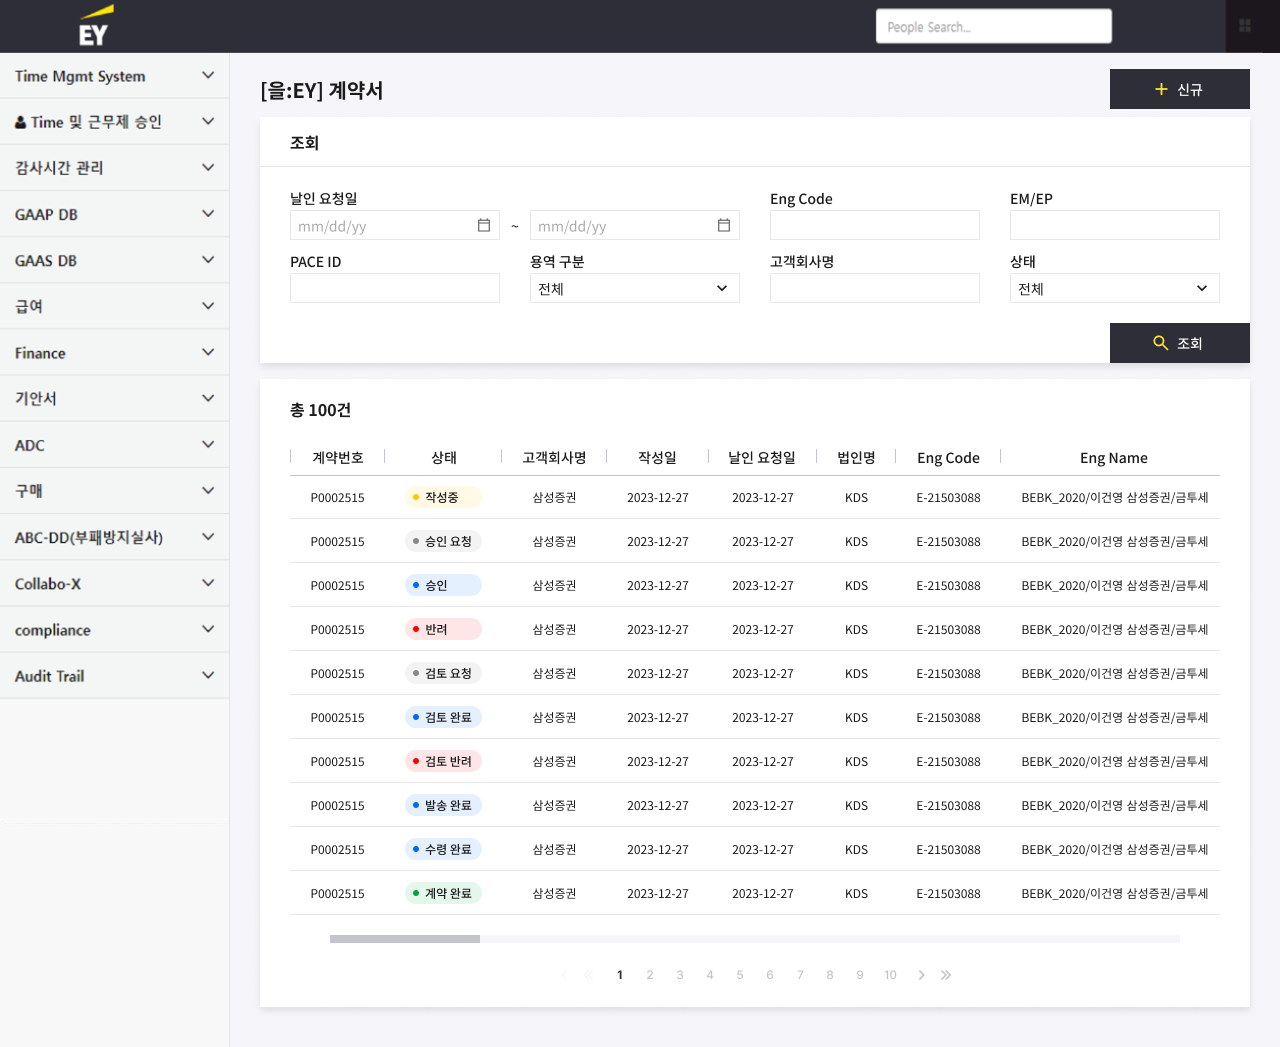 EY
People Search...
Time Mgmt System
Time 및 근무제 승인
감사시간 관리
GAAP DB
GAAS DB
급여
Finance
기안서
ADC
구매
ABC-DD(부패방지실사)
Collabo-X
compliance
Audit Trail
[을:EY] 계약서
신규
조회
날인 요청일 Eng Code EM/EP
mm/dd/yy ~ mm/dd/yy
PACE ID 용역 구분 고객회사명 상태
전체 전체
조회
총 100건
계약번호 상태 고객회사명 작성일 날인 요청일 법인명 Eng Code Eng Name
P0002515 작성중 삼성증권 2023-12-27 2023-12-27 KDS E-21503088 BEBK_2020/이건영 삼성증권/금투세
P0002515 승인 요청 삼성증권 2023-12-27 2023-12-27 KDS E-21503088 BEBK_2020/이건영 삼성증권/금투세
P0002515 승인 삼성증권 2023-12-27 2023-12-27 KDS E-21503088 BEBK_2020/이건영 삼성증권/금투세
P0002515 반려 삼성증권 2023-12-27 2023-12-27 KDS E-21503088 BEBK_2020/이건영 삼성증권/금투세
P0002515 검토 요청 삼성증권 2023-12-27 2023-12-27 KDS E-21503088 BEBK_2020/이건영 삼성증권/금투세
P0002515 검토 완료 삼성증권 2023-12-27 2023-12-27 KDS E-21503088 BEBK_2020/이건영 삼성증권/금투세
P0002515 검토 반려 삼성증권 2023-12-27 2023-12-27 KDS E-21503088 BEBK_2020/이건영 삼성증권/금투세
P0002515 발송 완료 삼성증권 2023-12-27 2023-12-27 KDS E-21503088 BEBK_2020/이건영 삼성증권/금투세
P0002515 수령 완료 삼성증권 2023-12-27 2023-12-27 KDS E-21503088 BEBK_2020/이건영 삼성증권/금투세
P0002515 계약 완료 삼성증권 2023-12-27 2023-12-27 KDS E-21503088 BEBK_2020/이건영 삼성증권/금투세
1 2 3 4 5 6 7 8 9 10